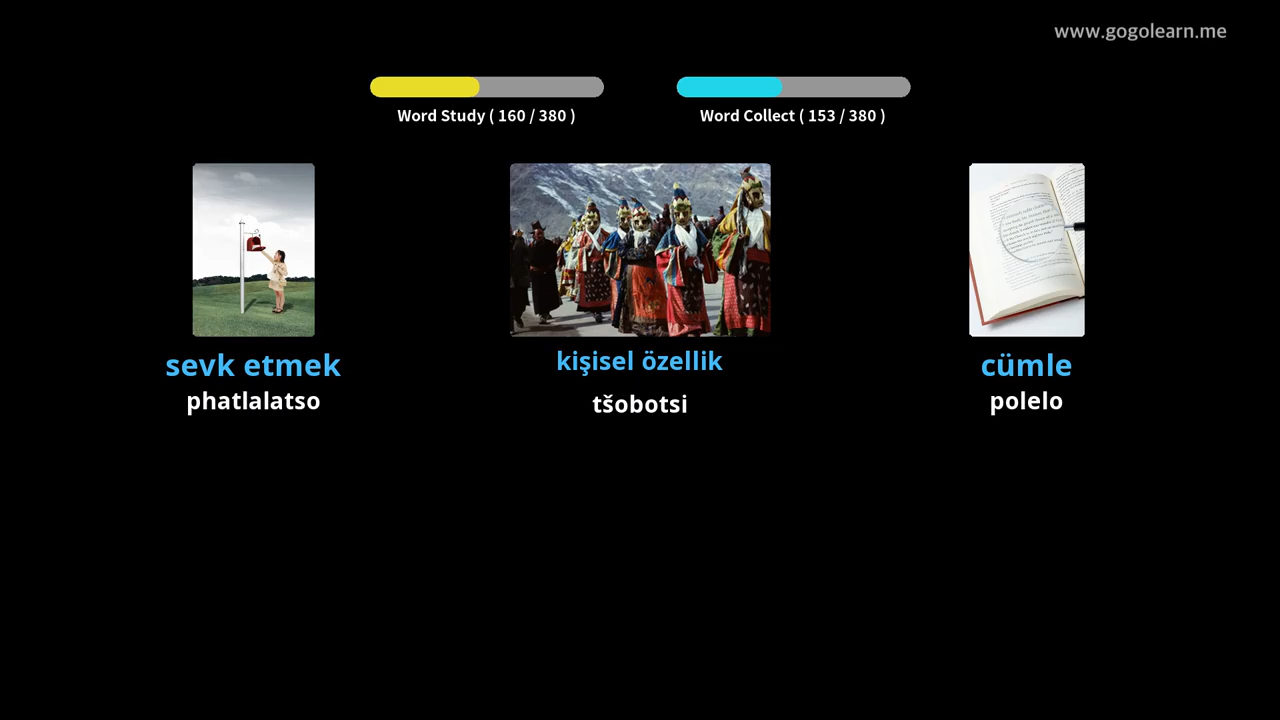 www.gogolearn.me
Word Study ( 160 / 380 )
Word Collect ( 153 / 380 )
sevk etmek
phatlalatso
kişisel özellik
tšobotsi
cümle
polelo